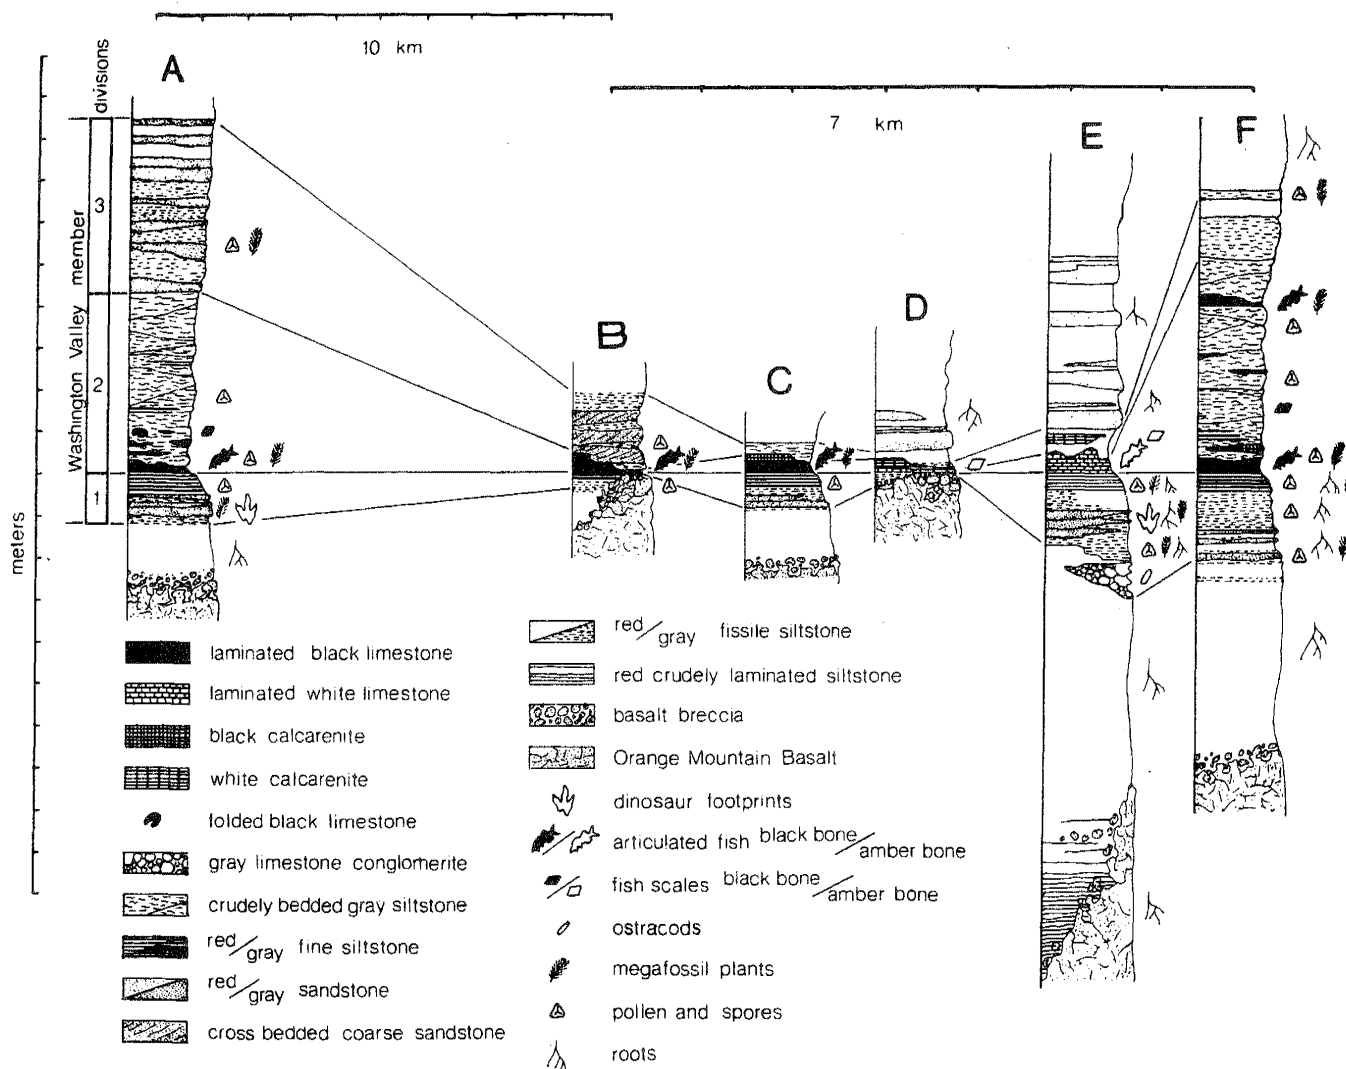 10 km
7 km
divisions
A
B
C
D
E
F
Washington Valley member
3
2
1
meters
laminated black limestone
laminated white limestone
black calcarenite
white calcarenite
folded black limestone
gray limestone conglomerite
crudely bedded gray siltstone
red/gray fine siltstone
red/gray sandstone
cross bedded coarse sandstone
red/gray fissile siltstone
red crudely laminated siltstone
basalt breccia
Orange Mountain Basalt
dinosaur footprints
articulated fish black bone/amber bone
fish scales black bone/amber bone
ostracods
megafossil plants
pollen and spores
roots